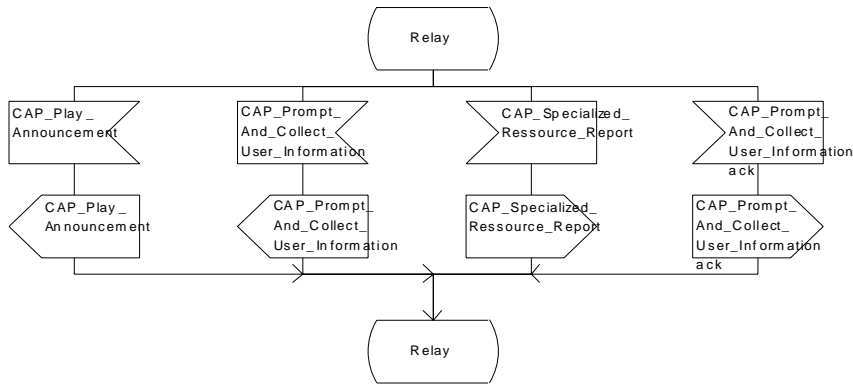 Relay
CAP_Play_
Announcement
CAP_Prompt_
And_Collect_
User_Information
CAP_Specialized_
Ressource_Report
CAP_Prompt_
And_Collect_
User_Information
ack
CAP_Play_
Announcement
CAP_Prompt_
And_Collect_
User_Information
CAP_Specialized_
Ressource_Report
CAP_Prompt_
And_Collect_
User_Information
ack
Relay